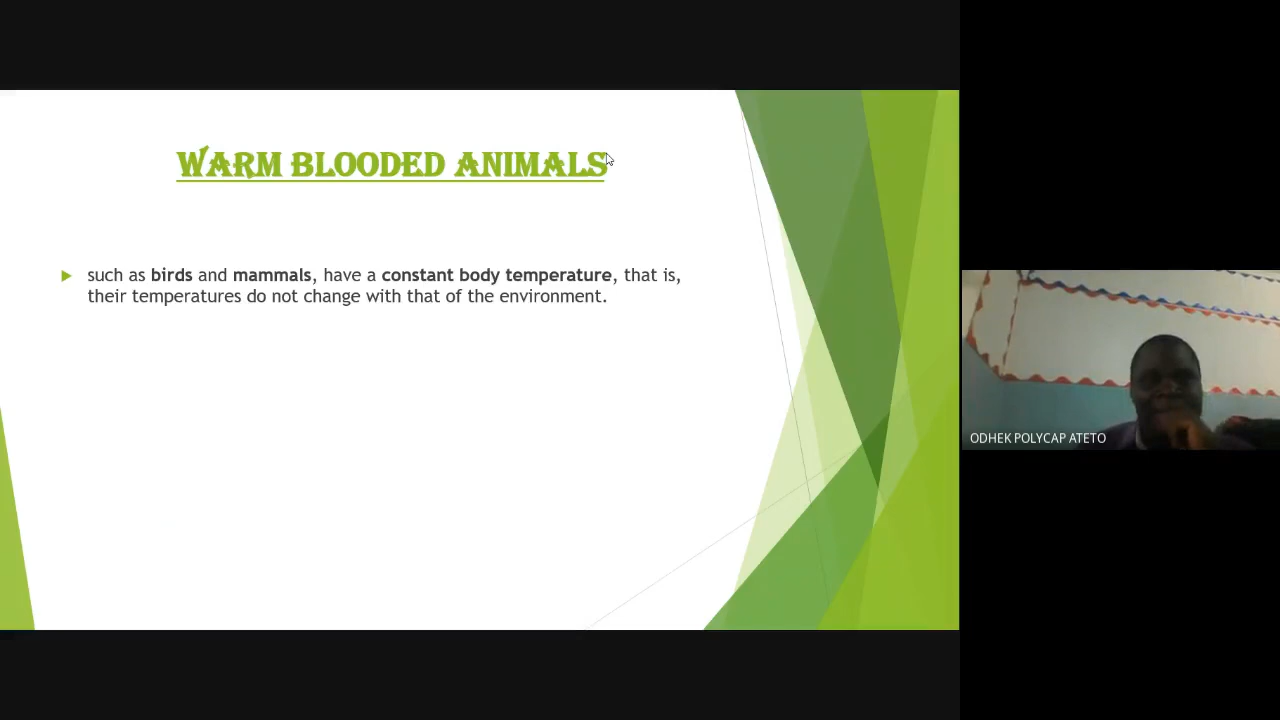 WARM BLOODED ANIMALS
such as birds and mammals, have a constant body temperature, that is,
their temperatures do not change with that of the environment.
ODHEK POLYCAP ATETO